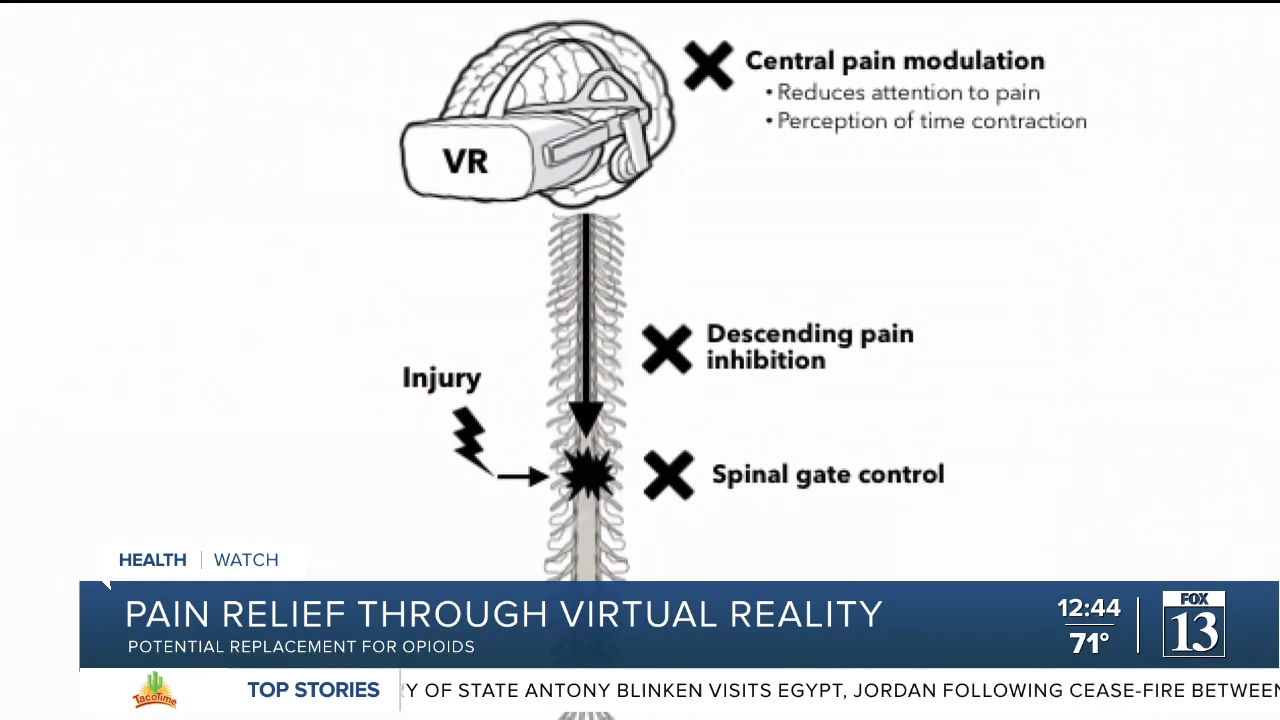 Central pain modulation
• Reduces attention to pain
• Perception of time contraction
VR
Descending pain
inhibition
Injury
Spinal gate control
HEALTH | WATCH
PAIN RELIEF THROUGH VIRTUAL REALITY
POTENTIAL REPLACEMENT FOR OPIOIDS
12:44
71°
FOX
13
TacoTime
TOP STORIES
Y OF STATE ANTONY BLINKEN VISITS EGYPT, JORDAN FOLLOWING CEASE-FIRE BETWEEN